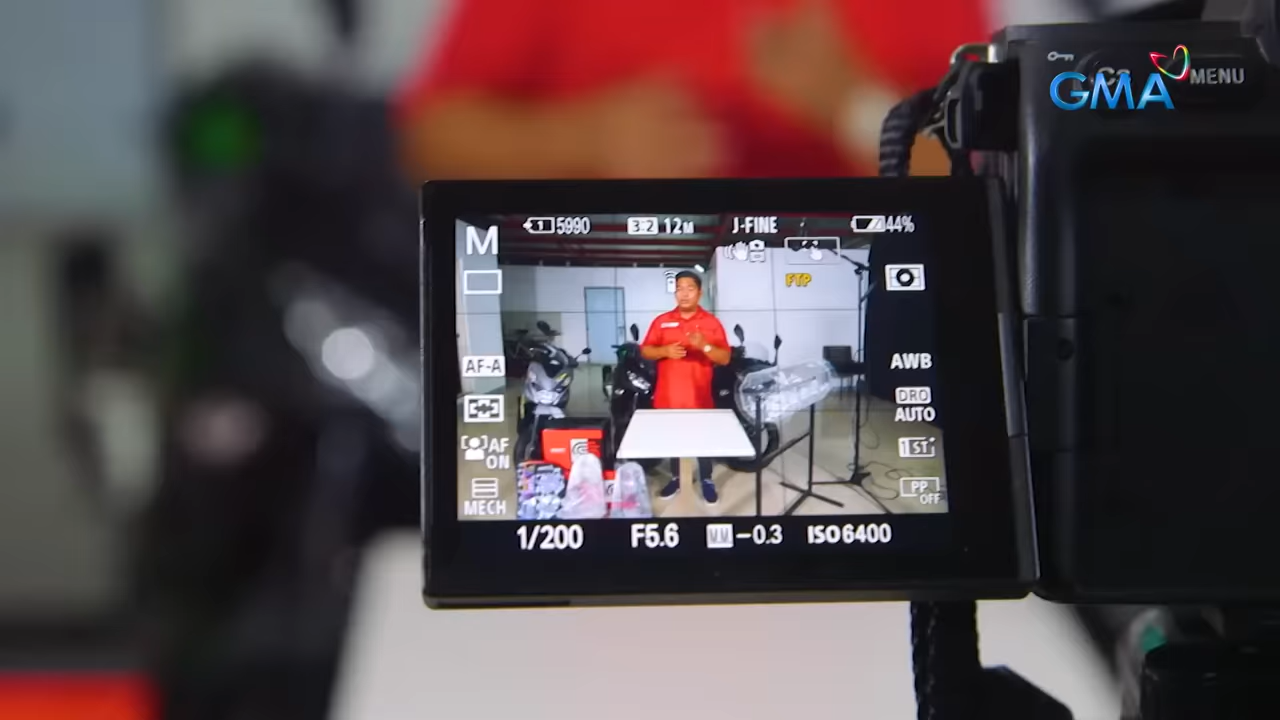 GMA
MENU
1 5990
3:2 12M
J-FINE
44%
M
FTP
AF-A
AWB
DRO
AUTO
AF
ON
1ST
MECH
PP
OFF
1/200
F5.6
M.M.
-0.3
ISO6400